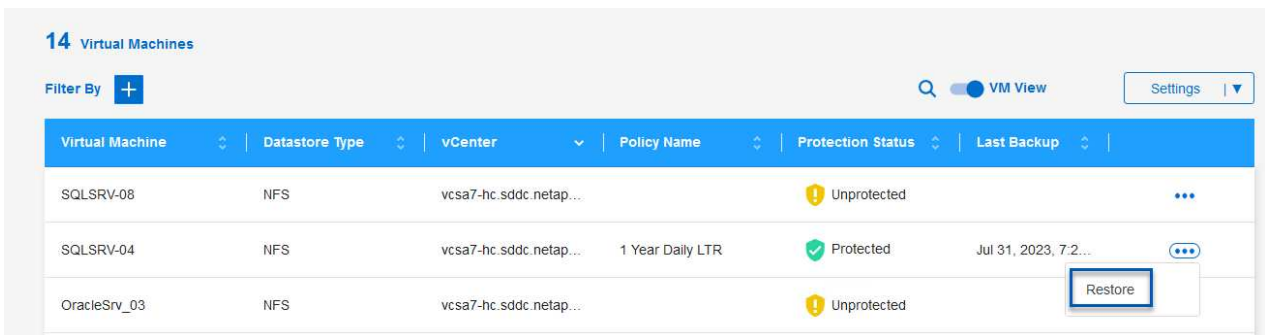 14 Virtual Machines
Filter By + VM View Settings
Virtual Machine Datastore Type vCenter Policy Name Protection Status Last Backup
SQLSRV-08 NFS vcsa7-hc.sddc.netap... Unprotected
SQLSRV-04 NFS vcsa7-hc.sddc.netap... 1 Year Daily LTR Protected Jul 31, 2023, 7:2...
Restore
OracleSrv_03 NFS vcsa7-hc.sddc.netap... Unprotected